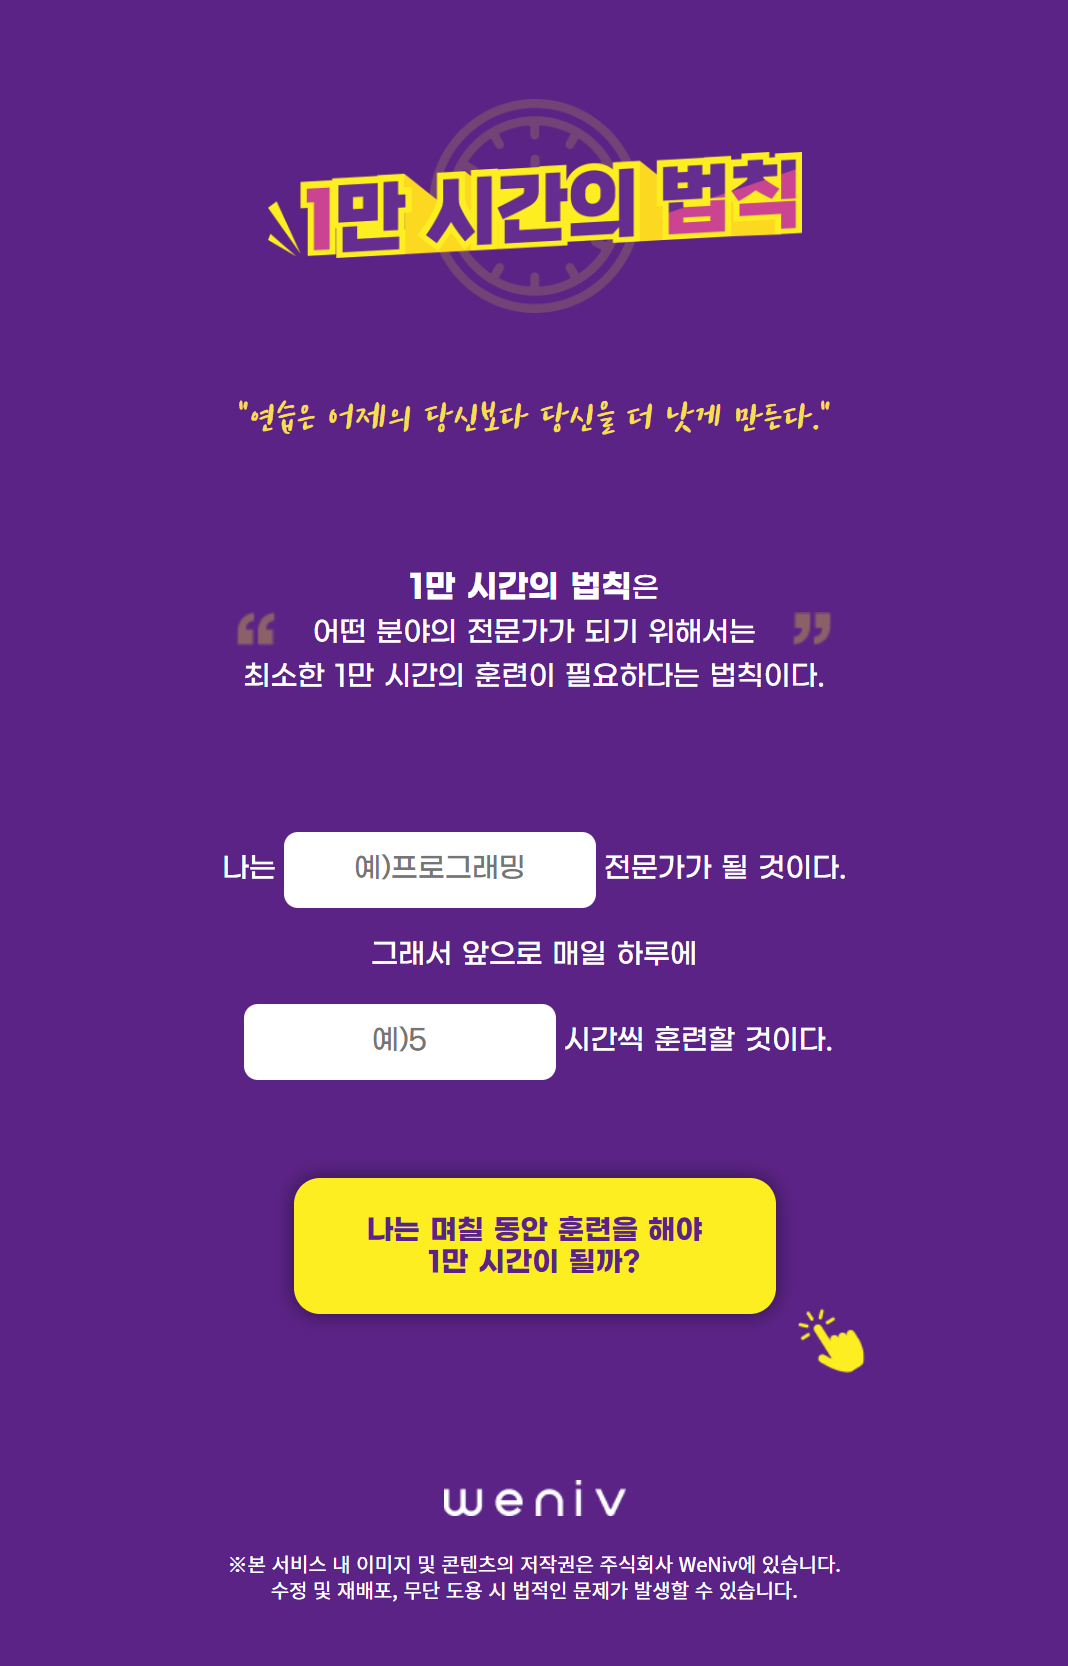 1만 시간의 법칙
"연습은 어제의 당신보다 당신을 더 낫게 만든다."
1만 시간의 법칙은
“ 어떤 분야의 전문가가 되기 위해서는 ”
최소한 1만 시간의 훈련이 필요하다는 법칙이다.
나는 예)프로그래밍 전문가가 될 것이다.
그래서 앞으로 매일 하루에
예)5 시간씩 훈련할 것이다.
나는 며칠 동안 훈련을 해야
1만 시간이 될까?
weniv
※본 서비스 내 이미지 및 콘텐츠의 저작권은 주식회사 WeNiv에 있습니다.
수정 및 재배포, 무단 도용 시 법적인 문제가 발생할 수 있습니다.